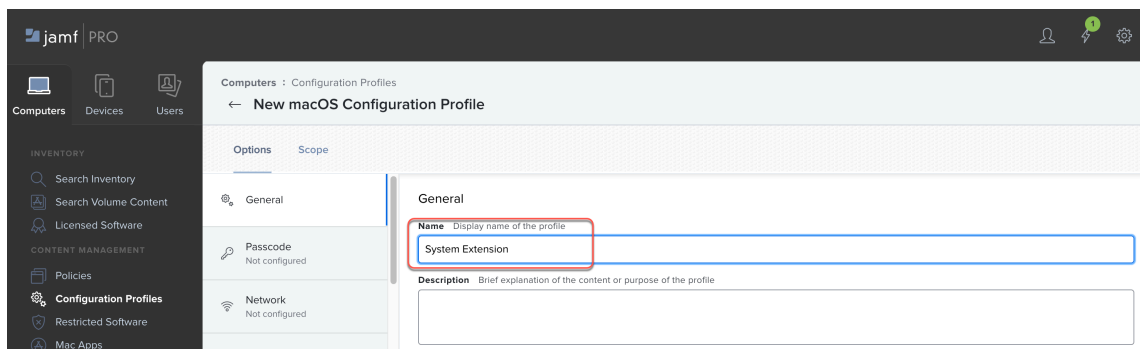 jamf PRO
1
Computers Devices Users
Computers : Configuration Profiles
← New macOS Configuration Profile
Options Scope
INVENTORY
Search Inventory
Search Volume Content
Licensed Software
CONTENT MANAGEMENT
Policies
Configuration Profiles
Restricted Software
Mac Apps
General
Passcode
Not configured
Network
Not configured
General
Name Display name of the profile
System Extension
Description Brief explanation of the content or purpose of the profile